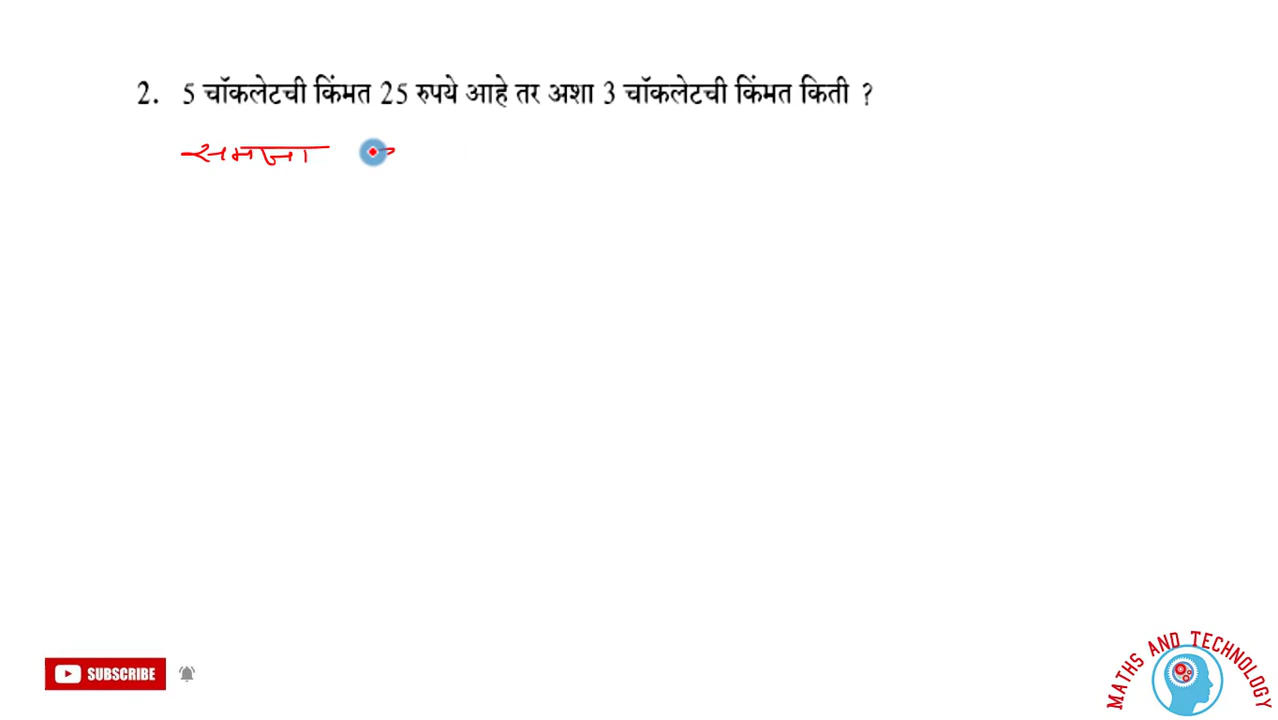 2. 5 चॉकलेटची किंमत 25 रुपये आहे तर अशा 3 चॉकलेटची किंमत किती ?
समजा
SUBSCRIBE
MATHS AND TECHNOLOGY